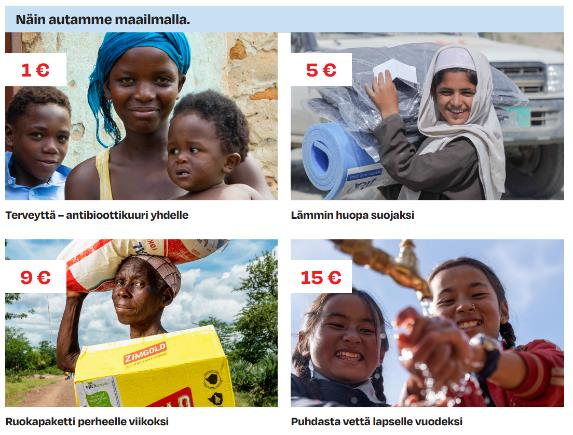 Näin autamme maailmalla.
1 €
5 €
Terveyttä – antibioottikuuri yhdelle
Lämmin huopa suojaksi
9 €
15 €
ZIMGOLD
Ruokapaketti perheelle viikoksi
Puhdasta vettä lapselle vuodeksi